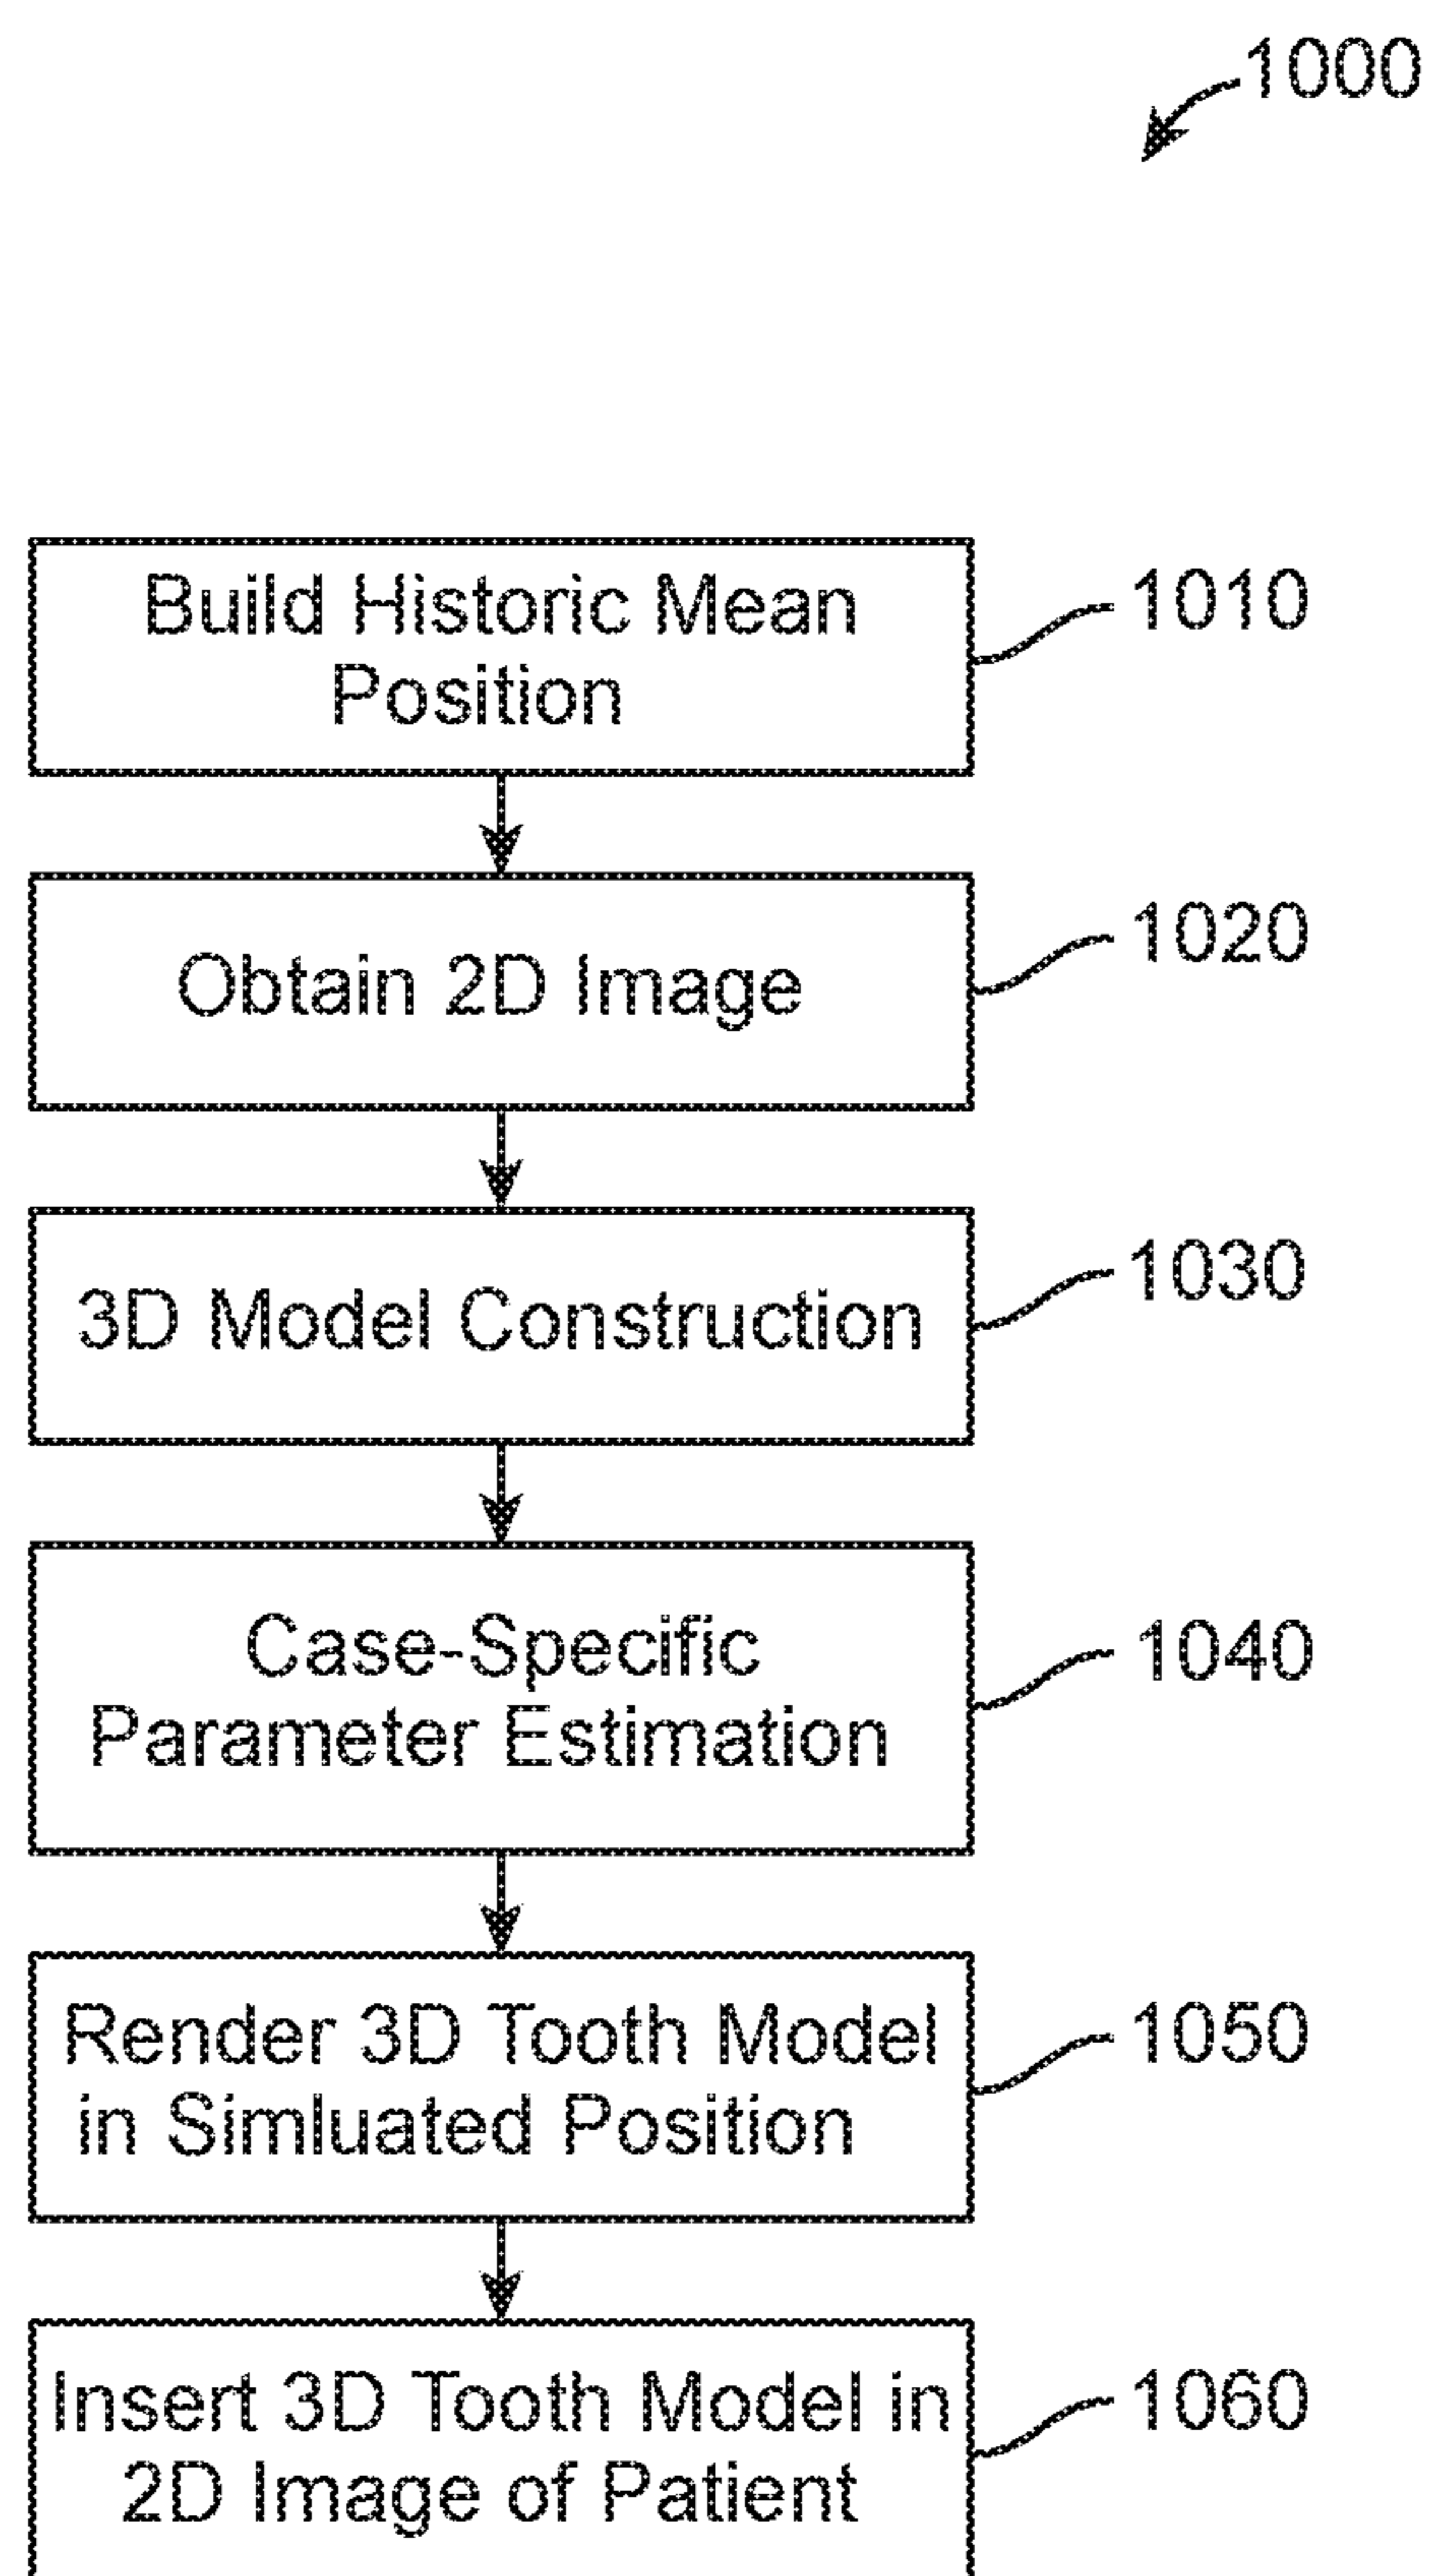 1000
Build Historic Mean
Position
1010
Obtain 2D Image
1020
3D Model Construction
1030
Case-Specific
Parameter Estimation
1040
Render 3D Tooth Model
in Simluated Position
1050
Insert 3D Tooth Model in
2D Image of Patient
1060